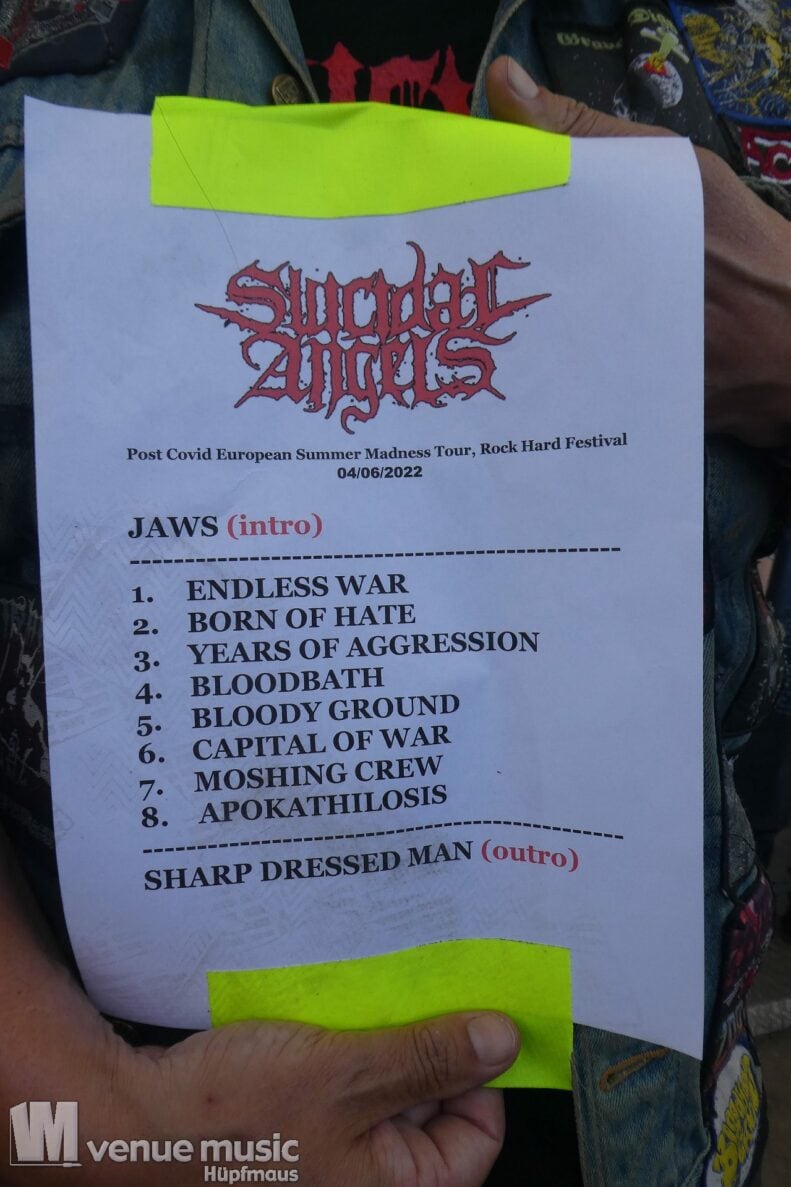 Suicidal
Angels
Post Covid European Summer Madness Tour, Rock Hard Festival
04/06/2022
JAWS (intro)
1. ENDLESS WAR
2. BORN OF HATE
3. YEARS OF AGGRESSION
4. BLOODBATH
5. BLOODY GROUND
6. CAPITAL OF WAR
7. MOSHING CREW
8. APOKATHILOSIS
SHARP DRESSED MAN (outro)
venue music
Hüpfmaus